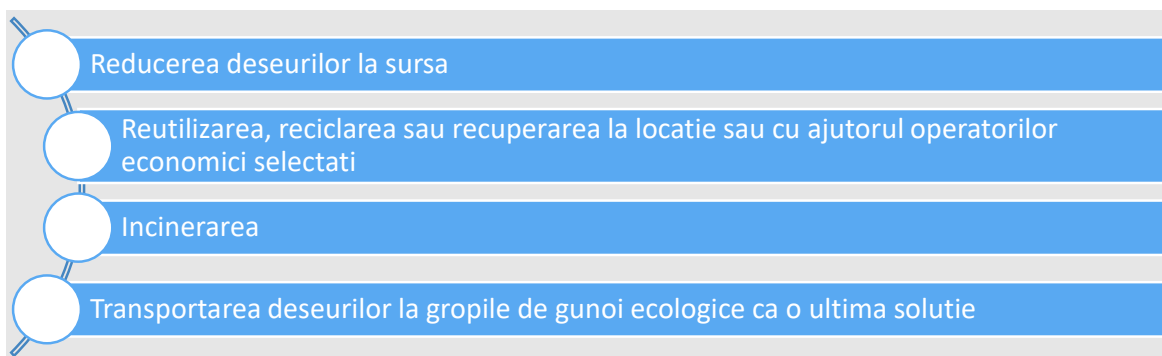 Reducerea deseurilor la sursa
Reutilizarea, reciclarea sau recuperarea la locatie sau cu ajutorul operatorilor
economici selectati
Incinerarea
Transportarea deseurilor la gropile de gunoi ecologice ca o ultima solutie